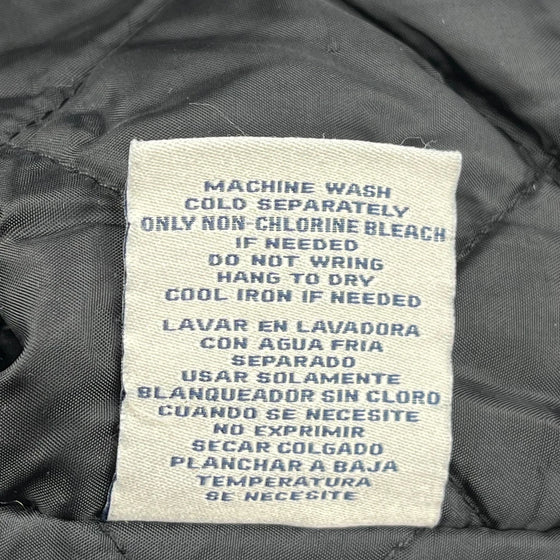 MACHINE WASH
COLD SEPARATELY
ONLY NON-CHLORINE BLEACH
IF NEEDED
DO NOT WRING
HANG TO DRY
COOL IRON IF NEEDED
LAVAR EN LAVADORA
CON AGUA FRIA
SEPARADO
USAR SOLAMENTE
BLANQUEADOR SIN CLORO
CUANDO SE NECESITE
NO EXPRIMIR
SECAR COLGADO
PLANCHAR A BAJA
TEMPERATURA
SE NECESITE